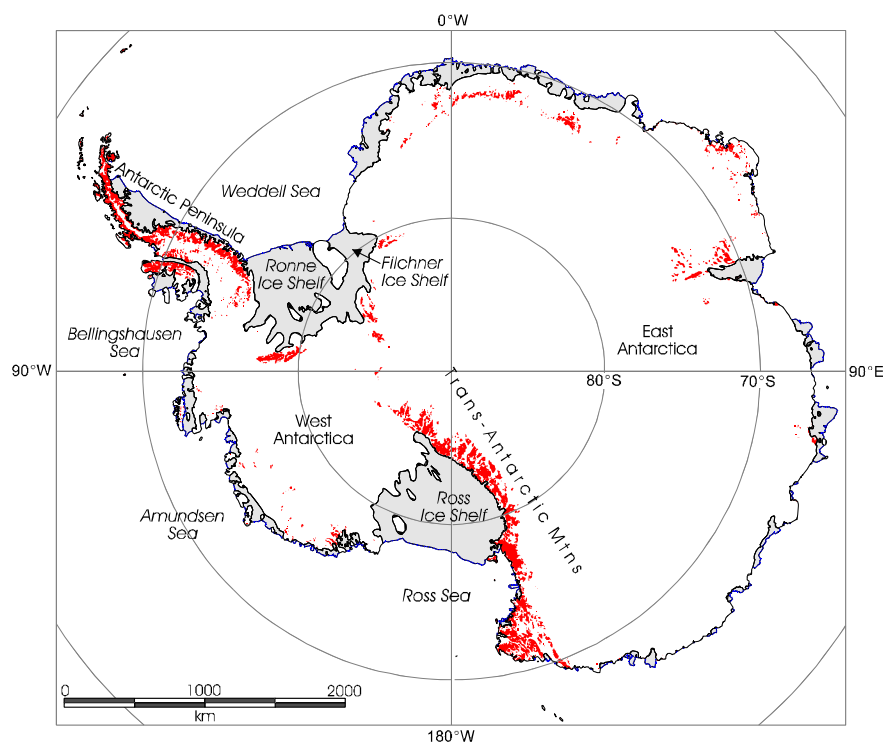 0°W
Antarctic Peninsula
Weddell Sea
Ronne
Ice Shelf
Filchner
Ice Shelf
Bellingshausen
Sea
East
Antarctica
90°W
80°S
70°S
90°E
Trans-Antarctic Mtns
West
Antarctica
Ross
Ice Shelf
Amundsen
Sea
Ross Sea
0
1000
2000
km
180°W